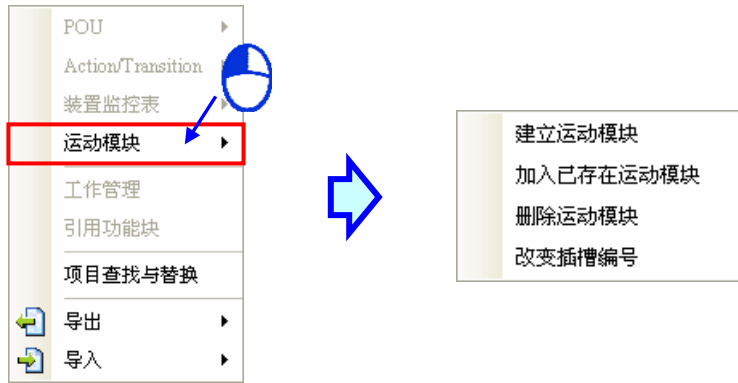 POU
Action/Transition
装置监控表
运动模块
工作管理
引用功能块
项目查找与替换
导出
导入
建立运动模块
加入已存在运动模块
删除运动模块
改变插槽编号